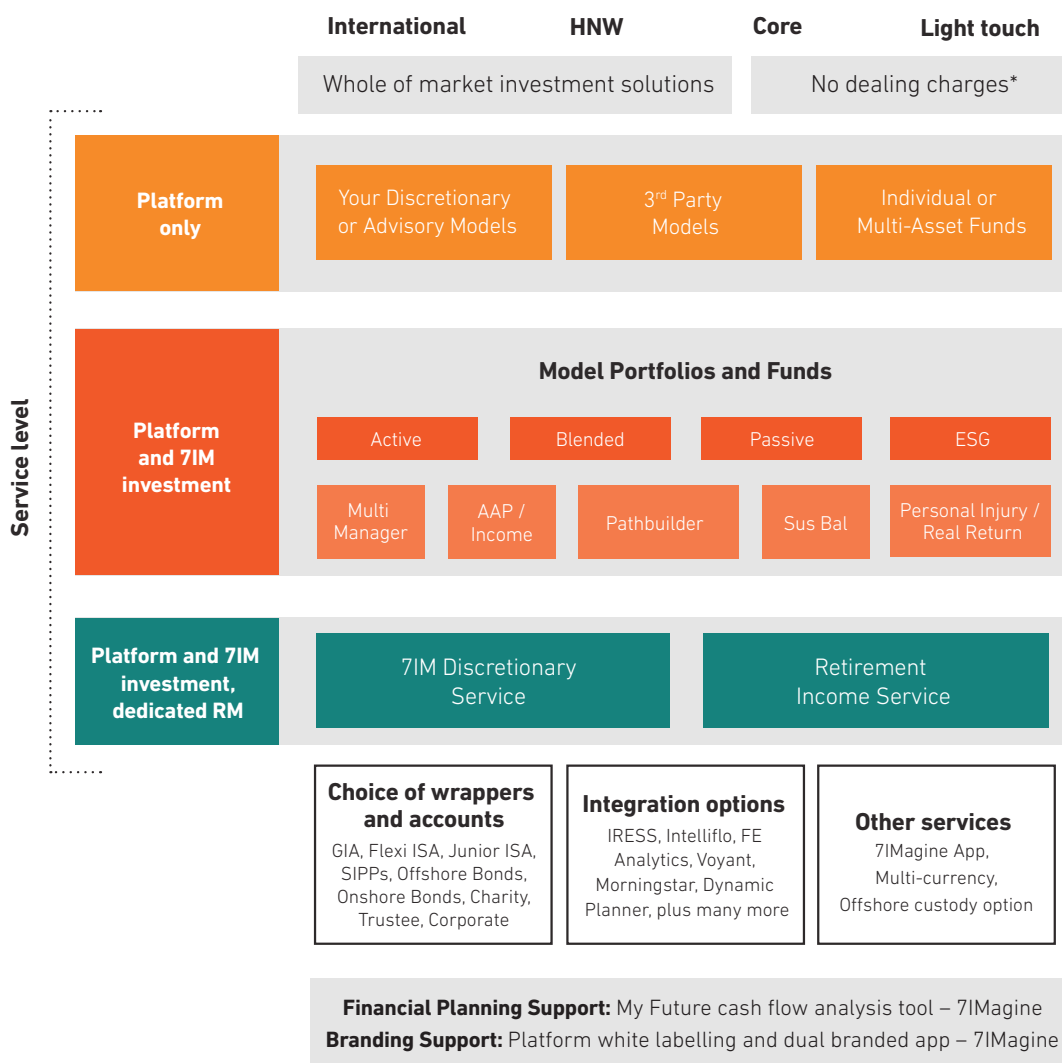 International HNW Core Light touch
Whole of market investment solutions
No dealing charges*
Service level
Platform
only
Your Discretionary
or Advisory Models
3rd Party
Models
Individual or
Multi-Asset Funds
Platform
and 7IM
investment
Model Portfolios and Funds
Active
Blended
Passive
ESG
Multi
Manager
AAP /
Income
Pathbuilder
Sus Bal
Personal Injury /
Real Return
Platform and 7IM
investment,
dedicated RM
7IM Discretionary
Service
Retirement
Income Service
Choice of wrappers
and accounts
GIA, Flexi ISA, Junior ISA,
SIPPs, Offshore Bonds,
Onshore Bonds, Charity,
Trustee, Corporate
Integration options
IRESS, Intelliflo, FE
Analytics, Voyant,
Morningstar, Dynamic
Planner, plus many more
Other services
7IMagine App,
Multi-currency,
Offshore custody option
Financial Planning Support: My Future cash flow analysis tool – 7IMagine
Branding Support: Platform white labelling and dual branded app – 7IMagine